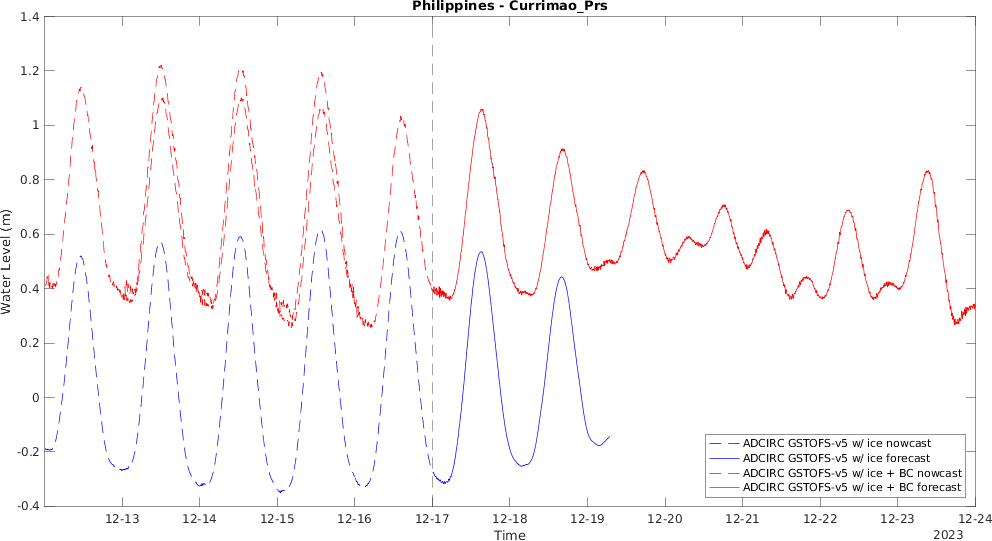 Philippines - Currimao_Prs
1.4
1.2
1
0.8
0.6
0.4
0.2
0
-0.2
-0.4
Water Level (m)
ADCIRC GSTOFS-v5 w/ ice nowcast
ADCIRC GSTOFS-v5 w/ ice forecast
ADCIRC GSTOFS-v5 w/ ice + BC nowcast
ADCIRC GSTOFS-v5 w/ ice + BC forecast
12-13 12-14 12-15 12-16 12-17 12-18 12-19 12-20 12-21 12-22 12-23 12-24
Time
2023